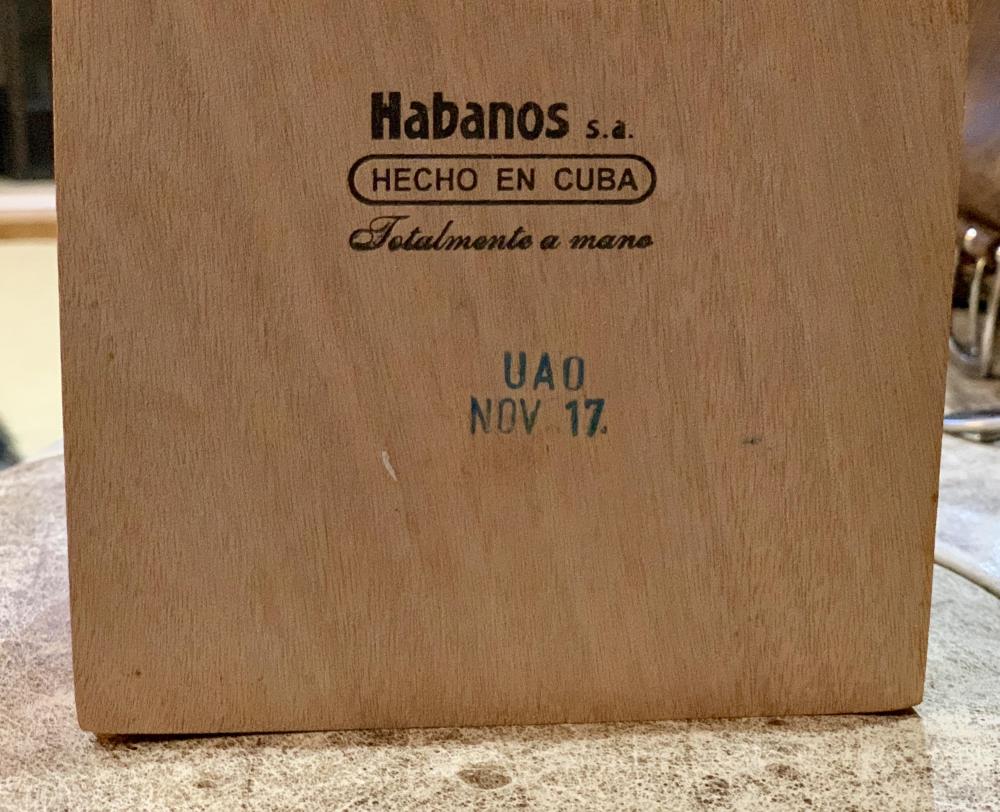 Habanos s.a.
HECHO EN CUBA
Totalmente a mano
UAO
NOV 17.